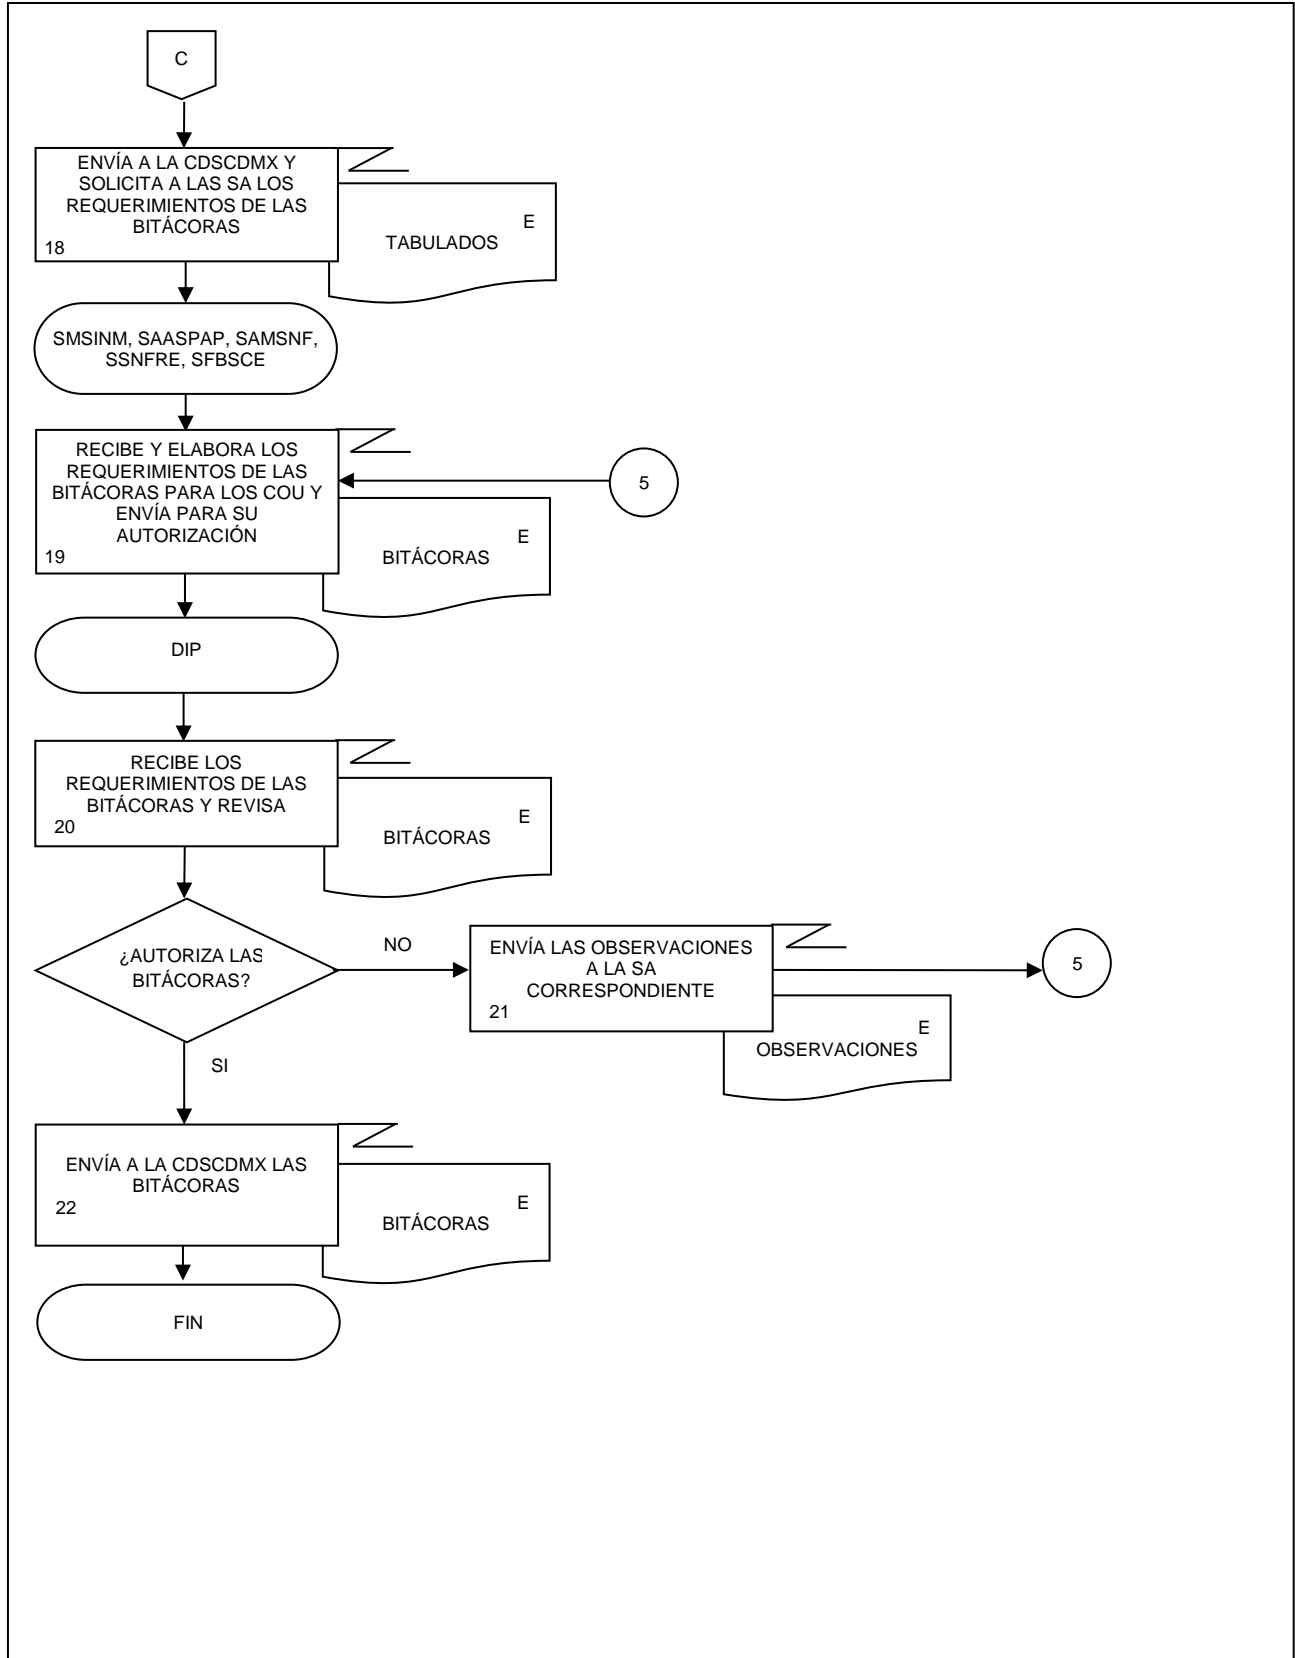 C
ENVÍA A LA CDSCDMX Y
SOLICITA A LAS SA LOS
REQUERIMIENTOS DE LAS
BITÁCORAS
18
E
TABULADOS
SMSINM, SAASPAP, SAMSNF,
SSNFRE, SFBSCE
RECIBE Y ELABORA LOS
REQUERIMIENTOS DE LAS
BITÁCORAS PARA LOS COU Y
ENVÍA PARA SU
AUTORIZACIÓN
19
5
E
BITÁCORAS
DIP
RECIBE LOS
REQUERIMIENTOS DE LAS
BITÁCORAS Y REVISA
20
E
BITÁCORAS
¿AUTORIZA LAS
BITÁCORAS?
NO
ENVÍA LAS OBSERVACIONES
A LA SA
CORRESPONDIENTE
21
5
E
OBSERVACIONES
SI
ENVÍA A LA CDSCDMX LAS
BITÁCORAS
22
E
BITÁCORAS
FIN